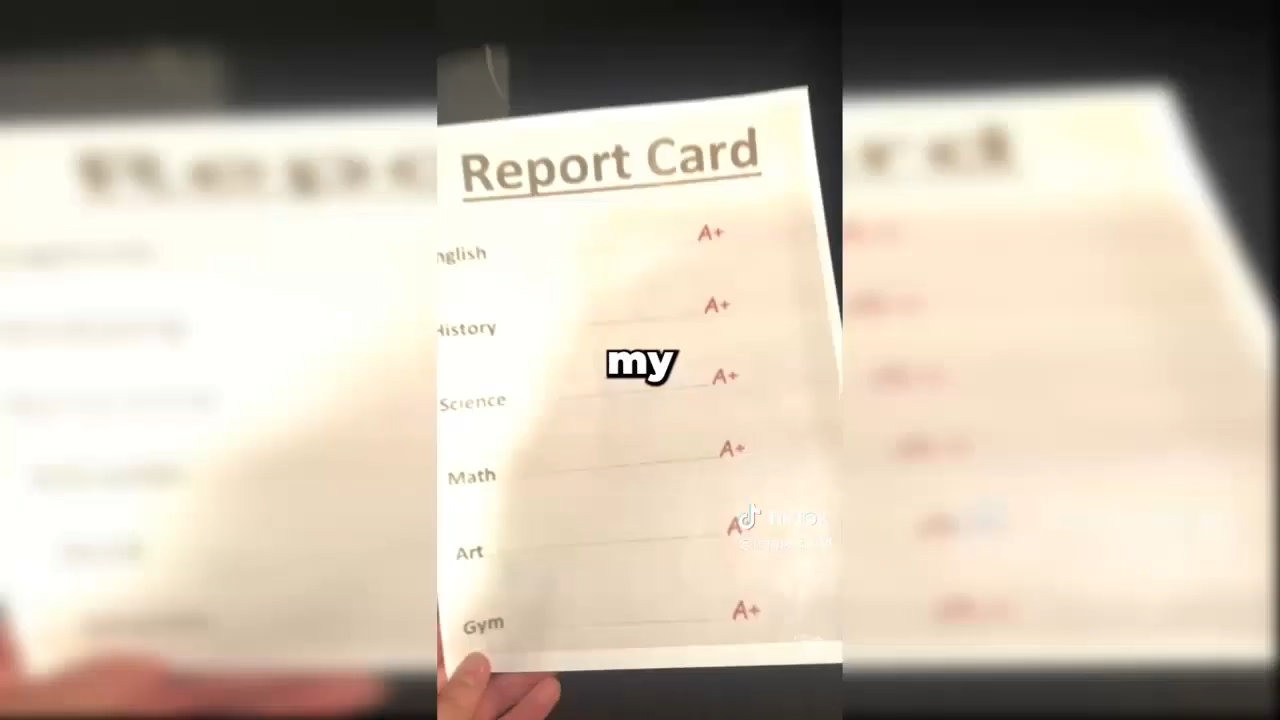 Report Card
nglish A+
History A+
my
Science A+
Math A+
Art A
Gym A+